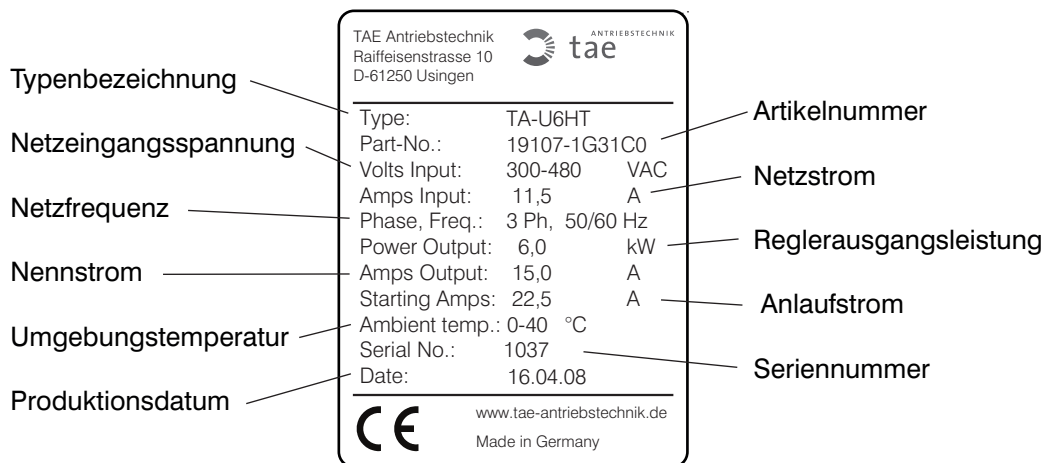 TAE Antriebstechnik
Raiffeisenstrasse 10
D-61250 Usingen
ANTRIEBSTECHNIK
tae
Typenbezeichnung
Netzeingangsspannung
Netzfrequenz
Nennstrom
Umgebungstemperatur
Produktionsdatum
Type: TA-U6HT
Part-No.: 19107-1G31C0
Volts Input: 300-480 VAC
Amps Input: 11,5 A
Phase, Freq.: 3 Ph, 50/60 Hz
Power Output: 6,0 kW
Amps Output: 15,0 A
Starting Amps: 22,5 A
Ambient temp.: 0-40 °C
Serial No.: 1037
Date: 16.04.08
Artikelnummer
Netzstrom
Reglerausgangsleistung
Anlaufstrom
Seriennummer
CE
www.tae-antriebstechnik.de
Made in Germany